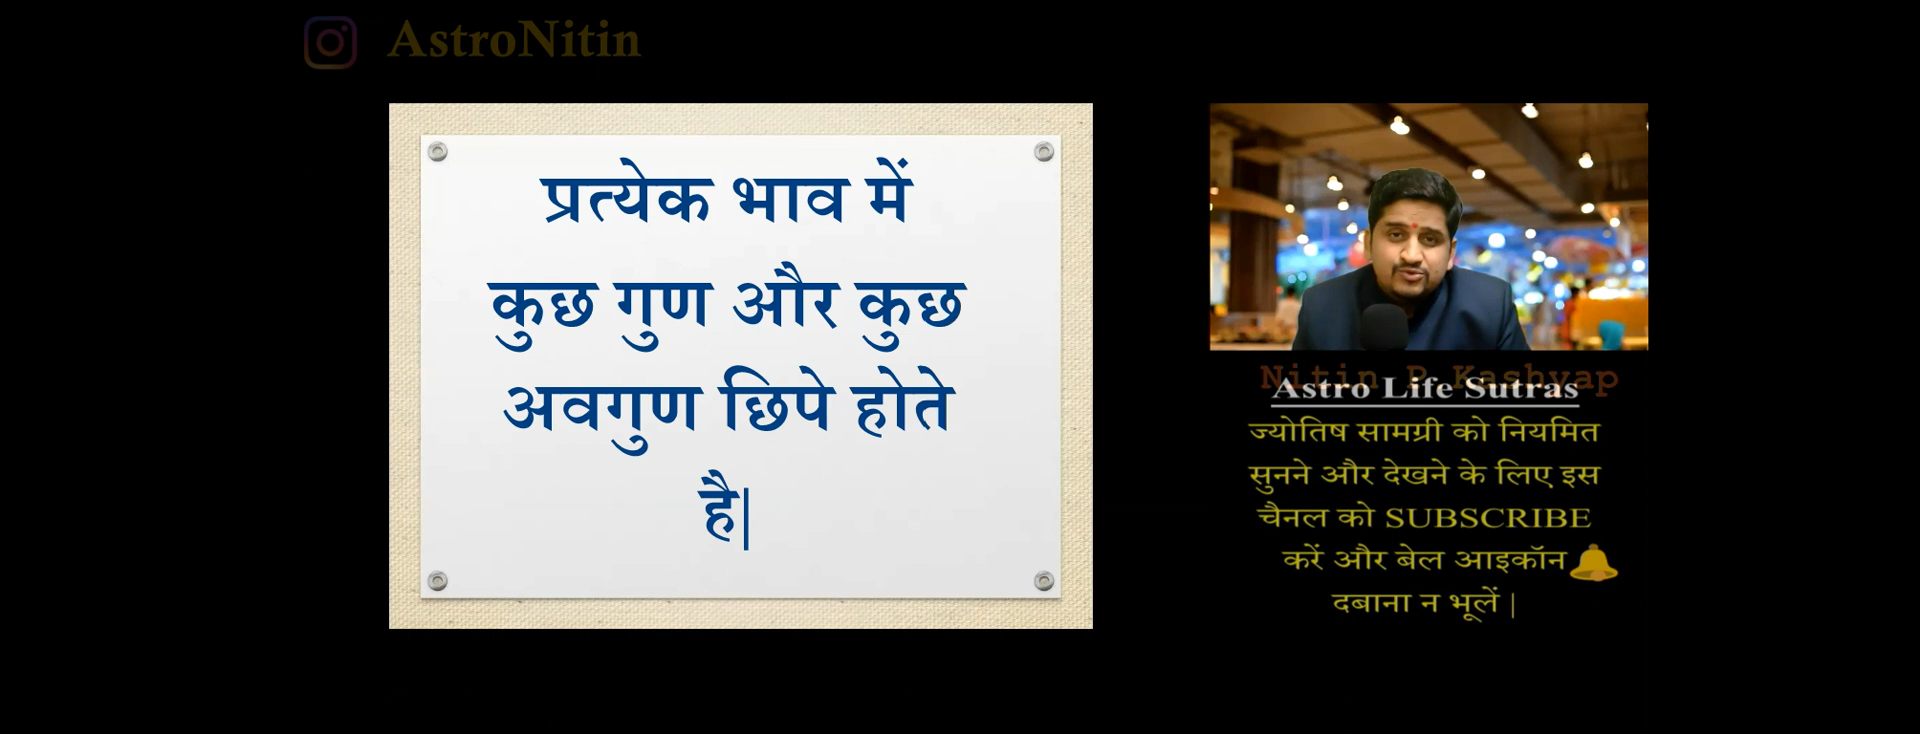 AstroNitin
प्रत्येक भाव में
कुछ गुण और कुछ
अवगुण छिपे होते
है|
Nitin P Kashyap
Astro Life Sutras
ज्योतिष सामग्री को नियमित
सुनने और देखने के लिए इस
चैनल को SUBSCRIBE
करें और बेल आइकॉन
दबाना न भूलें |